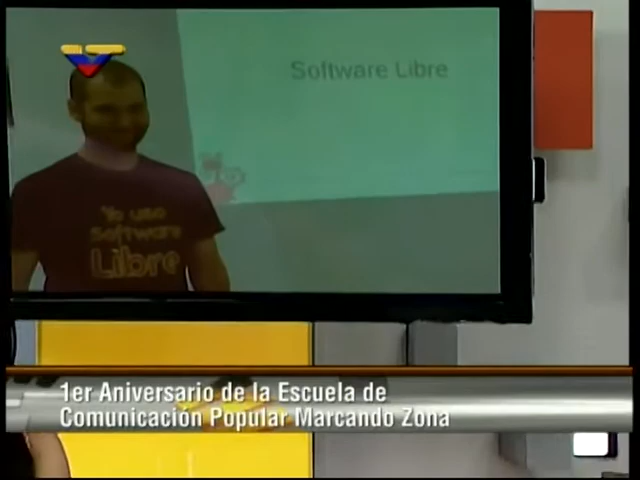 Software Libre
Yo uso
software
Libre
1er Aniversario de la Escuela de
Comunicación Popular Marcando Zona